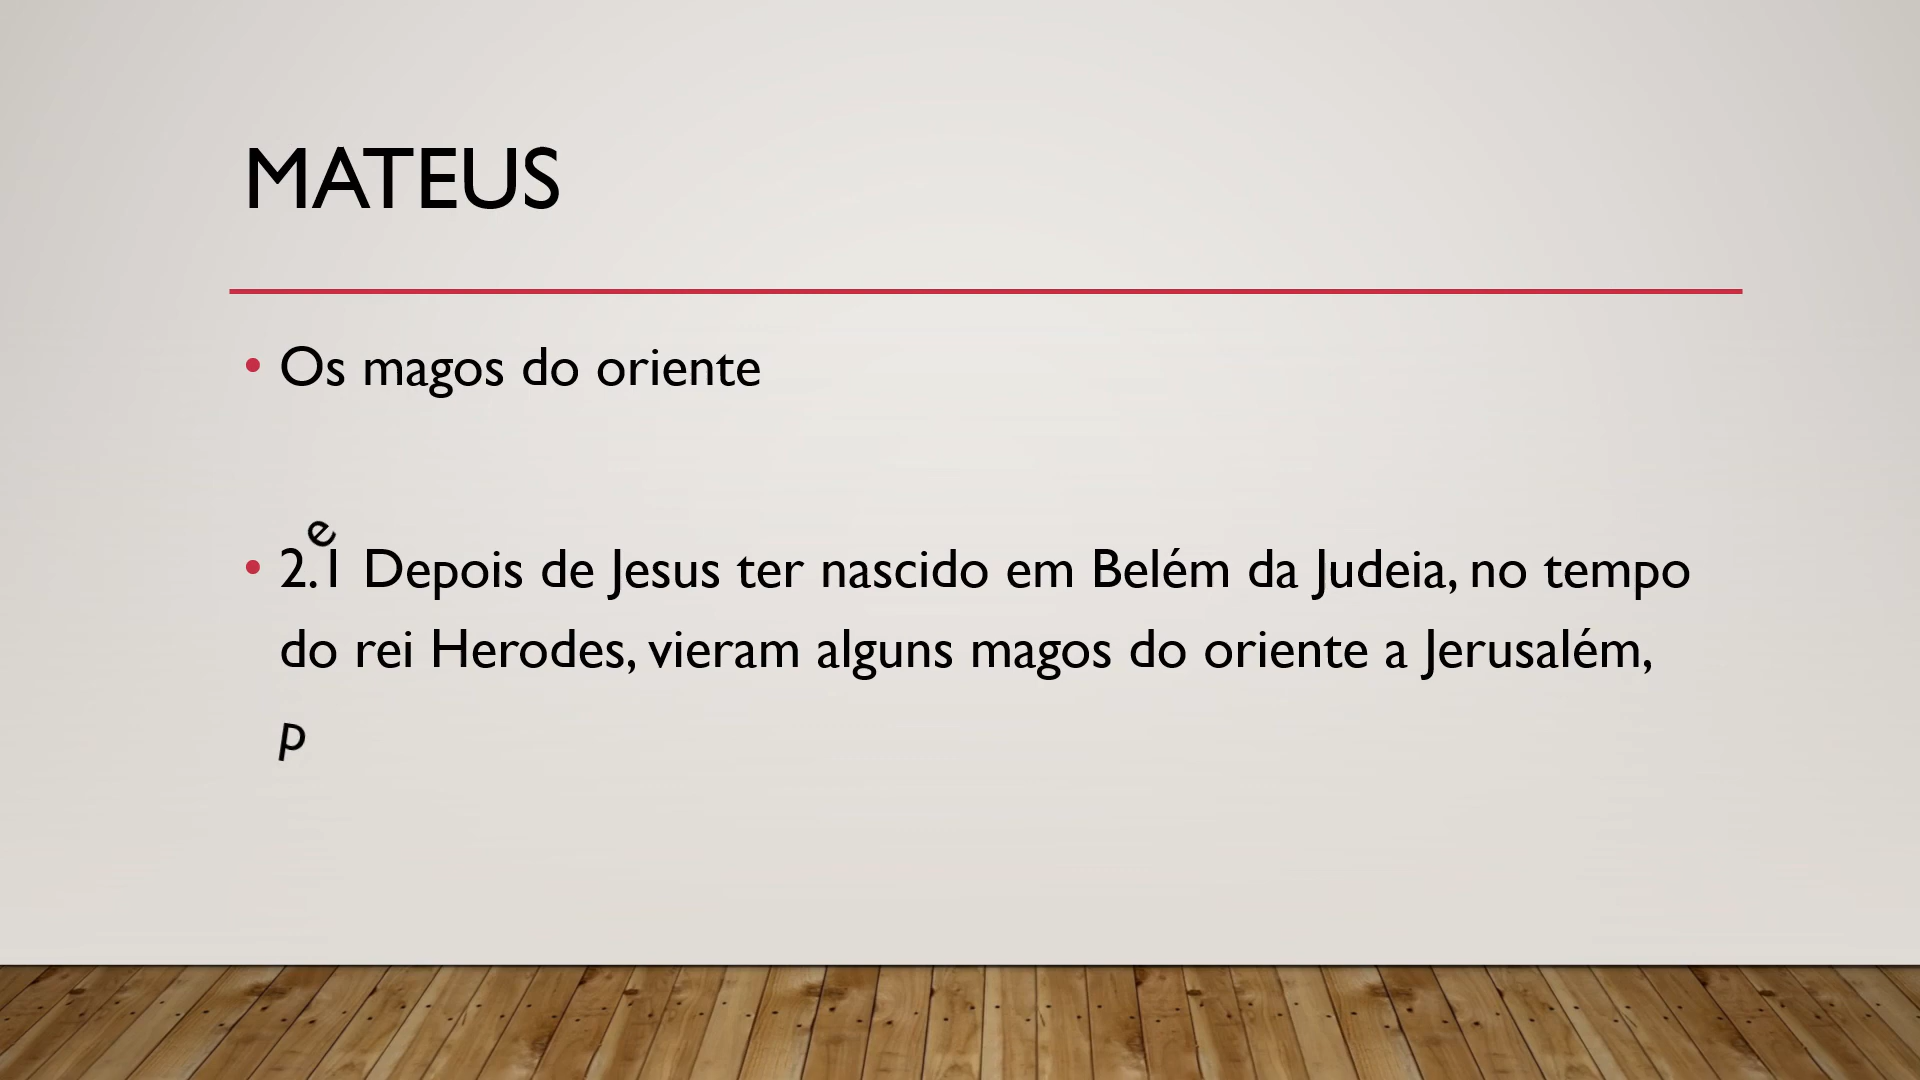 MATEUS
• Os magos do oriente
• 2.1 Depois de Jesus ter nascido em Belém da Judeia, no tempo
do rei Herodes, vieram alguns magos do oriente a Jerusalém,
p
e